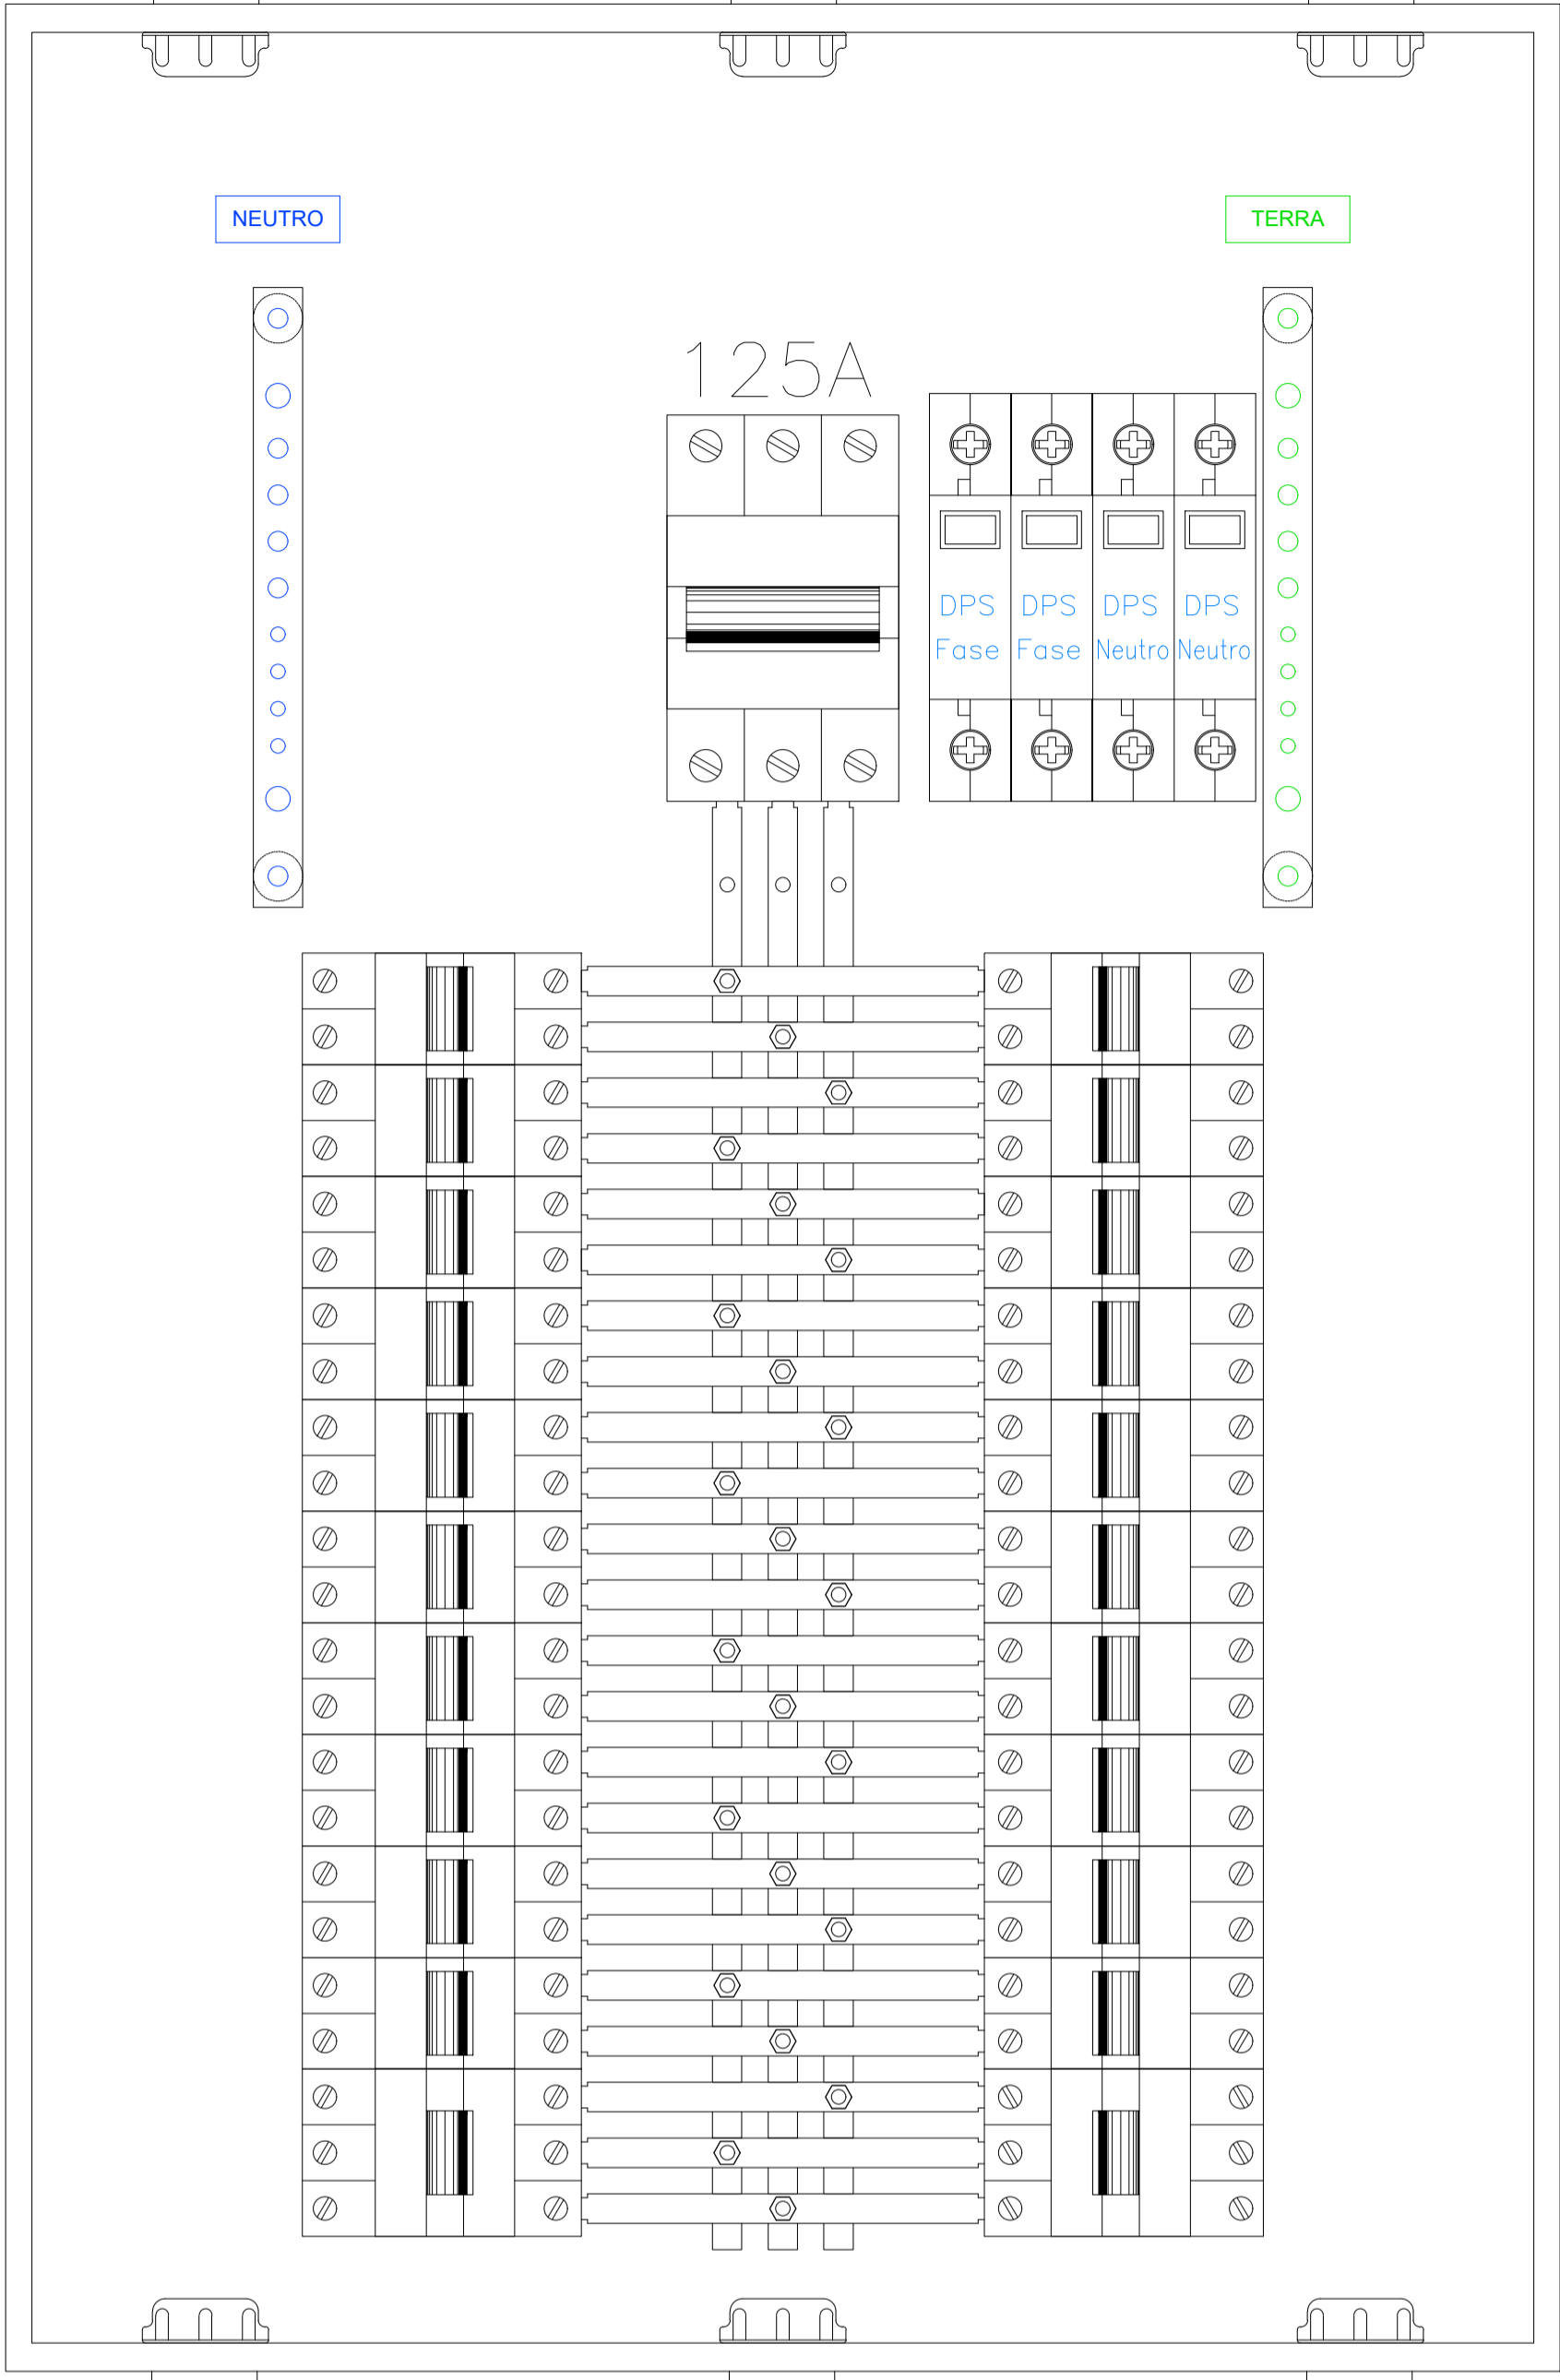 NEUTRO
TERRA
125A
DPS DPS DPS DPS
Fase Fase Neutro Neutro